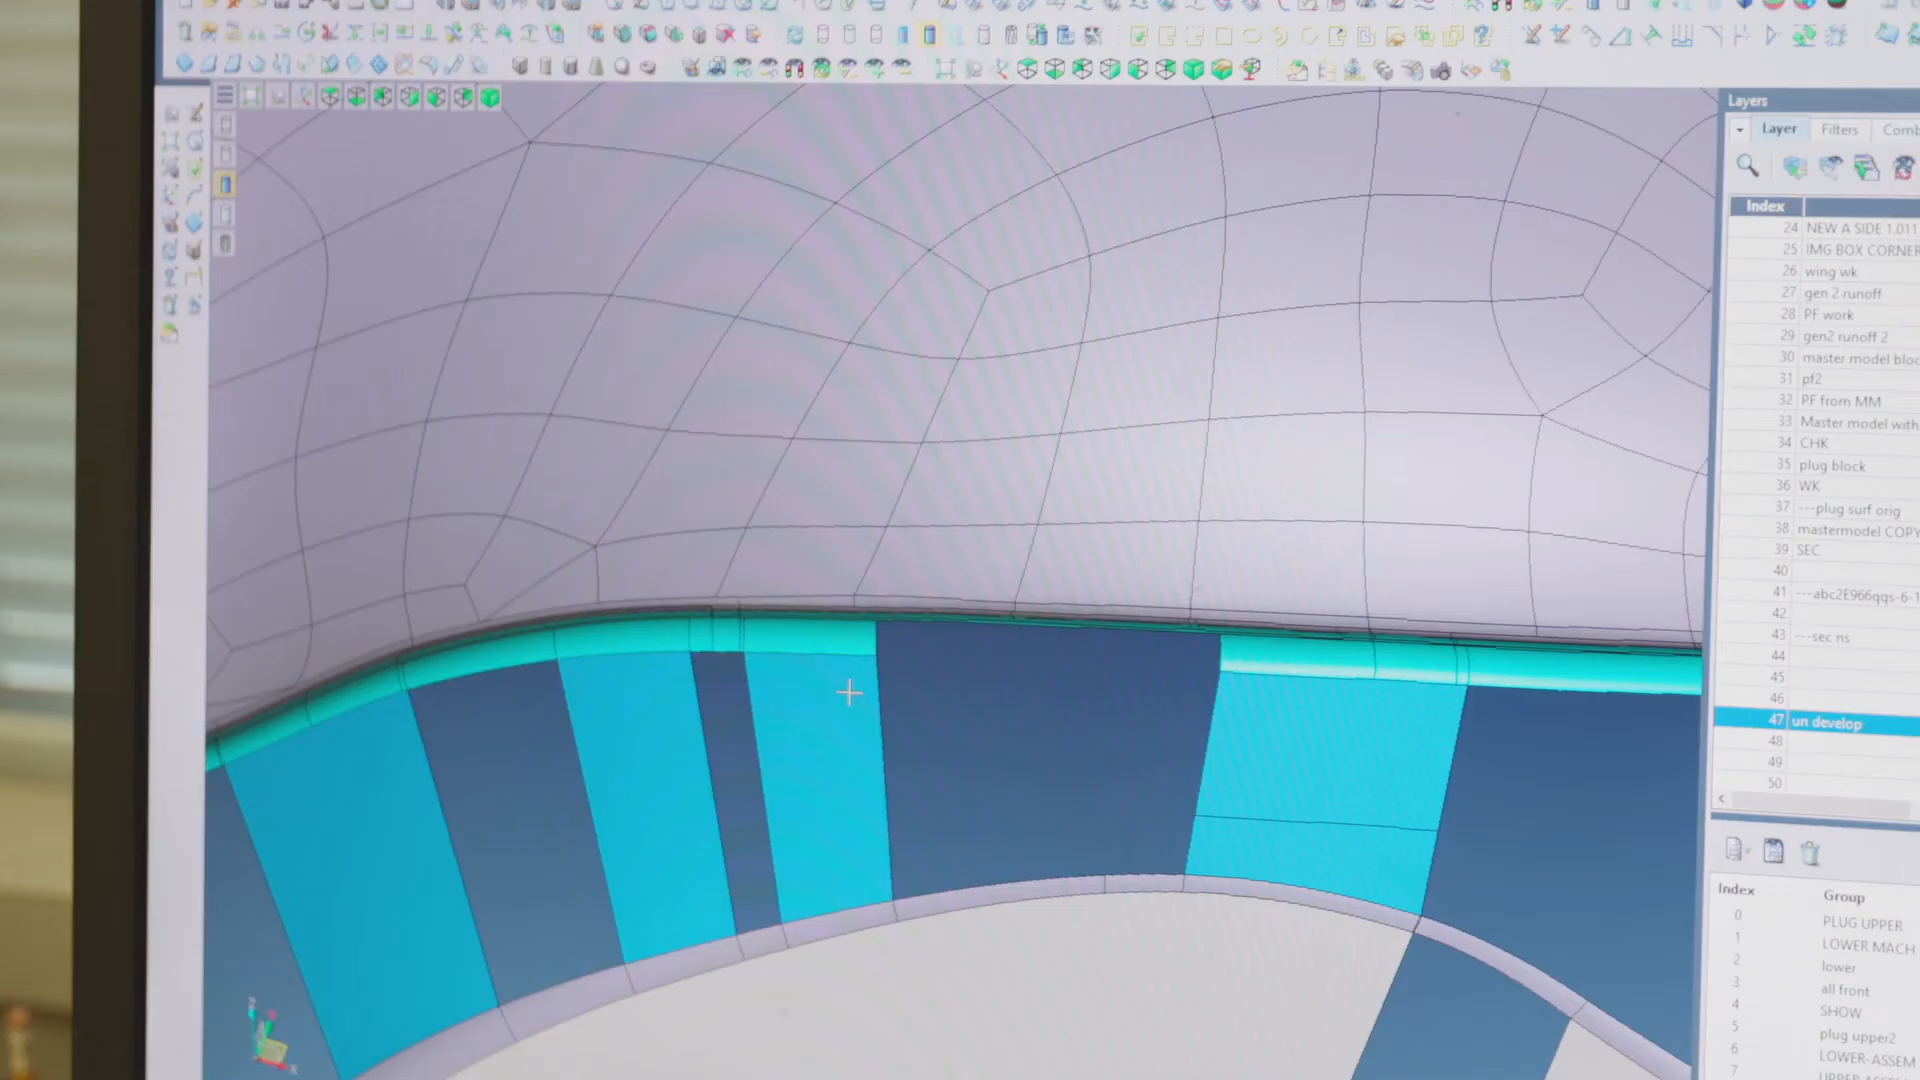 Layers
Layer Filters
Index
24 NEW A SIDE 1.011
25 IMG BOX CORNER
26 wing wk
27 gen 2 runoff
28 PF work
29 gen2 runoff 2
30 master model bloc
31 pf2
32 PF from MM
33 Master model with
34 CHK
35 plug block
36 WK
37 ---plug surf orig
38 mastermodel COPY
39 SEC
40
41 ---abc2E966qqs-6-1
42
43 ---sec ns
44
45
46
47 un develop
48
49
50
Index Group
0 PLUG UPPER
1 LOWER MACH
2 lower
3 all front
4 SHOW
5 plug upper2
6 LOWER-ASSEM
7